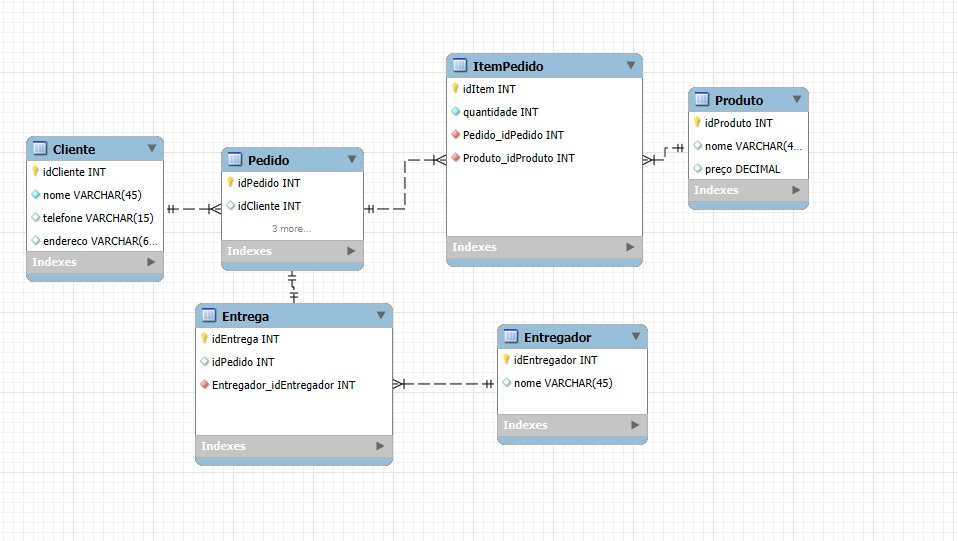 Cliente
idCliente INT
nome VARCHAR(45)
telefone VARCHAR(15)
endereco VARCHAR(6...
Indexes
Pedido
idPedido INT
idCliente INT
3 more...
Indexes
ItemPedido
idItem INT
quantidade INT
Pedido_idPedido INT
Produto_idProduto INT
Indexes
Produto
idProduto INT
nome VARCHAR(4...
preço DECIMAL
Indexes
Entrega
idEntrega INT
idPedido INT
Entregador_idEntregador INT
Indexes
Entregador
idEntregador INT
nome VARCHAR(45)
Indexes